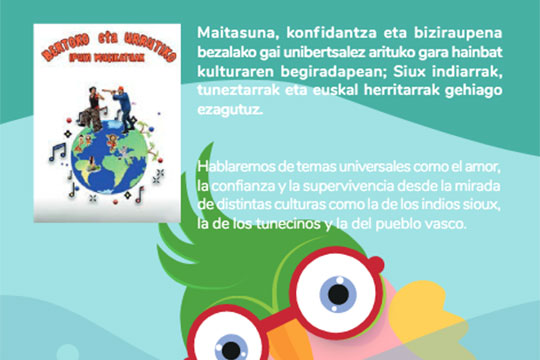 BERTOKO eta URRUTIKO
IPUIN MUSIKATUAK
Maitasuna, konfidantza eta biziraupena
bezalako gai unibertsalez arituko gara hainbat
kulturaren begiradapean; Siux indiarrak,
tuneztarrak eta euskal herritarrak gehiago
ezagutuz.
Hablaremos de temas universales como el amor,
la confianza y la supervivencia desde la mirada
de distintas culturas como la de los indios sioux,
la de los tunecinos y la del pueblo vasco.